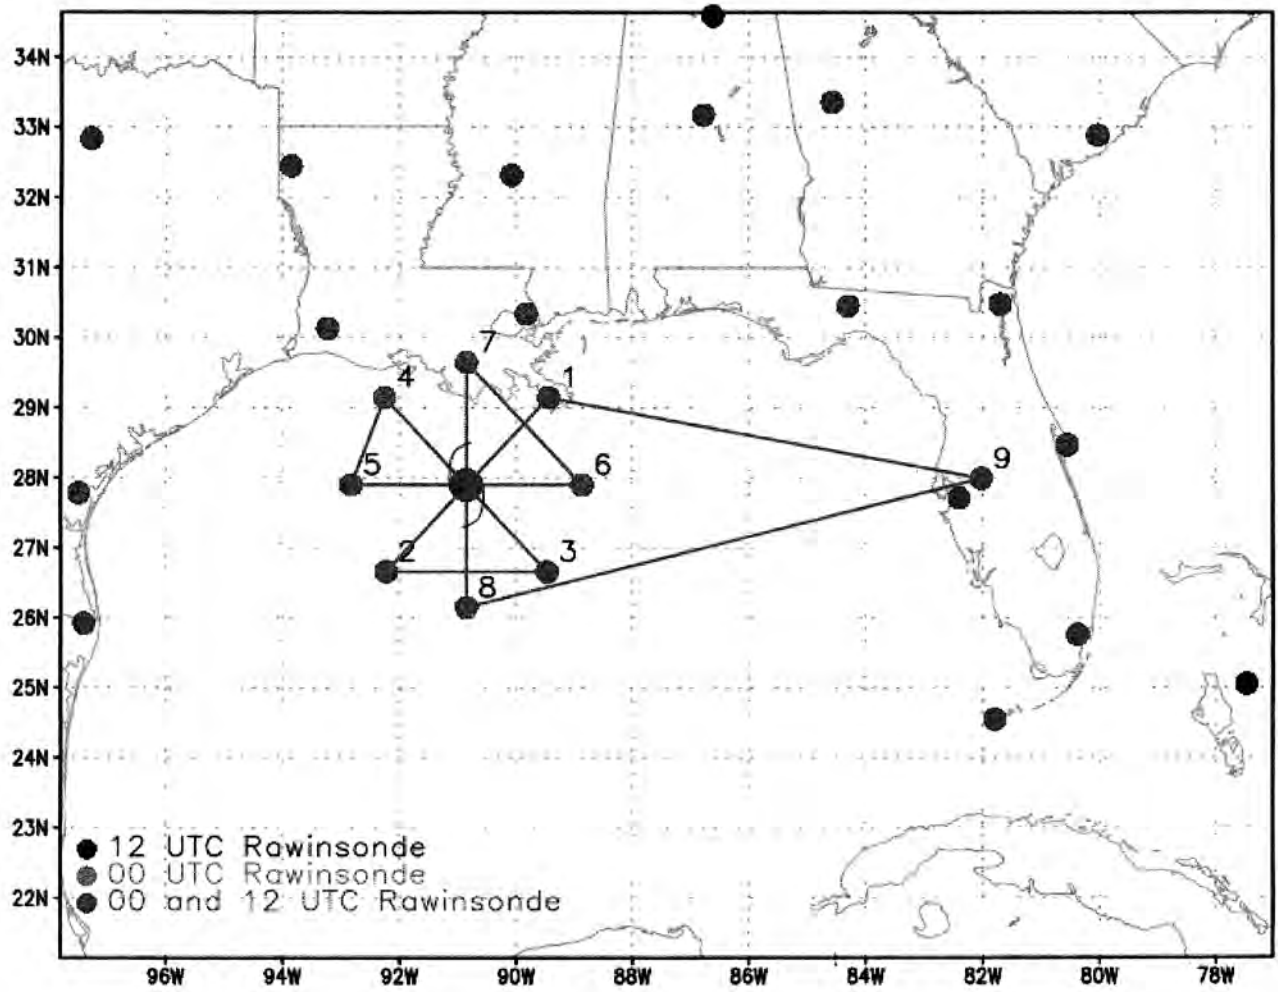 34N
33N
32N
31N
30N
7
4
1
29N
28N
5
6
9
27N
2
3
8
26N
25N
24N
23N
12 UTC Rawinsonde
00 UTC Rawinsonde
22N
00 and 12 UTC Rawinsonde
96W 94W 92W 90W 88W 86W 84W 82W 80W 78W